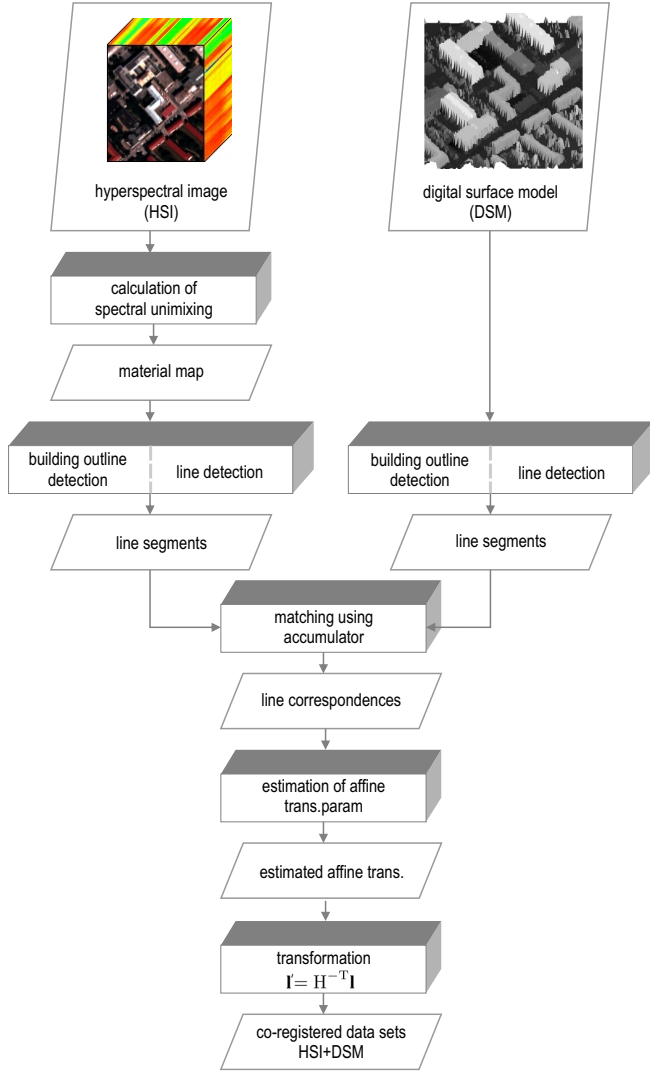 hyperspectral image
(HSI)
digital surface model
(DSM)
calculation of
spectral unimixing
material map
building outline
detection
line detection
building outline
detection
line detection
line segments
line segments
matching using
accumulator
line correspondences
estimation of affine
trans.param
estimated affine trans.
transformation
l′= H⁻ᵀl
co-registered data sets
HSI+DSM